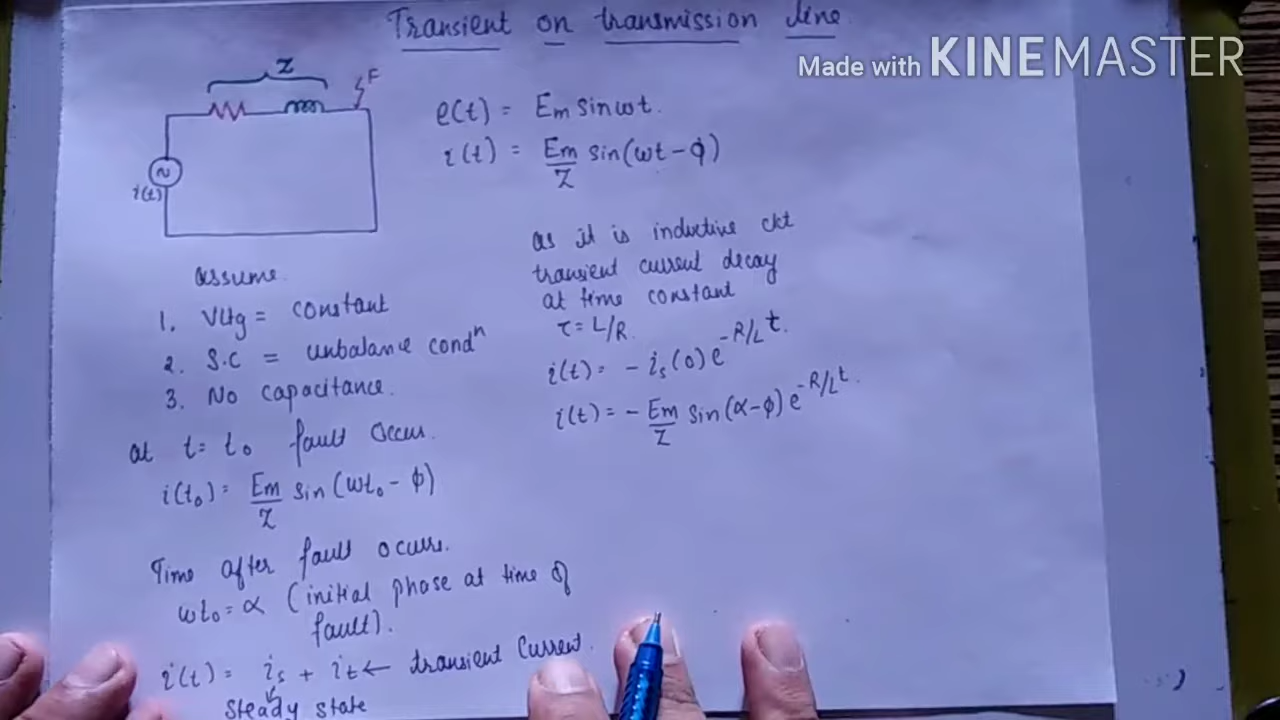 Transient on transmission line
Made with KINEMASTER
Z
F
i(t)
e(t) = Em sinωt.
i(t) = Em/Z sin(ωt - ϕ)
assume.
1. Vltg = constant
2. S.C = unbalance condⁿ
3. No capacitance.
at t= t₀ fault occur.
i(t₀) = Em/Z sin(ωt₀ - ϕ)
Time after fault occurs.
ωt₀ = α (initial phase at time of
fault).
i(t) = is + it ← transient current.
steady state
as it is inductive ckt
transient current decay
at time constant
τ = L/R.
i(t) = - is(0) e^-R/L t.
i(t) = - Em/Z sin(α-ϕ) e^-R/L t.